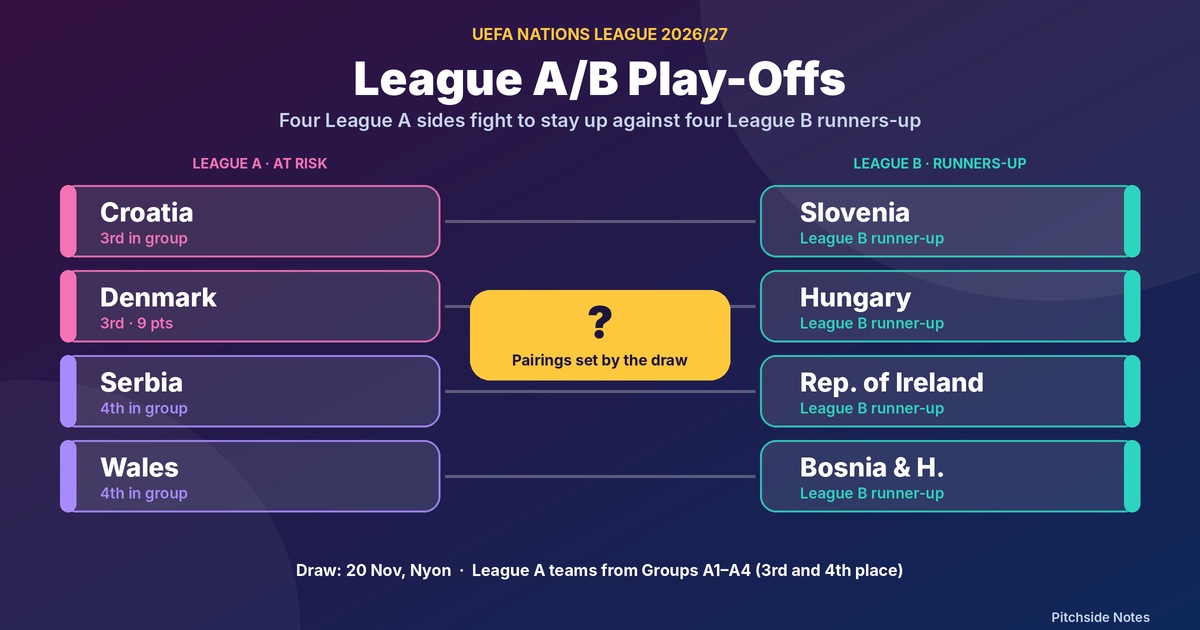 UEFA NATIONS LEAGUE 2026/27
League A/B Play-Offs
Four League A sides fight to stay up against four League B runners-up
LEAGUE A · AT RISK
Croatia
3rd in group
Denmark
3rd · 9 pts
Serbia
4th in group
Wales
4th in group
?
Pairings set by the draw
LEAGUE B · RUNNERS-UP
Slovenia
League B runner-up
Hungary
League B runner-up
Rep. of Ireland
League B runner-up
Bosnia & H.
League B runner-up
Draw: 20 Nov, Nyon · League A teams from Groups A1–A4 (3rd and 4th place)
Pitchside Notes